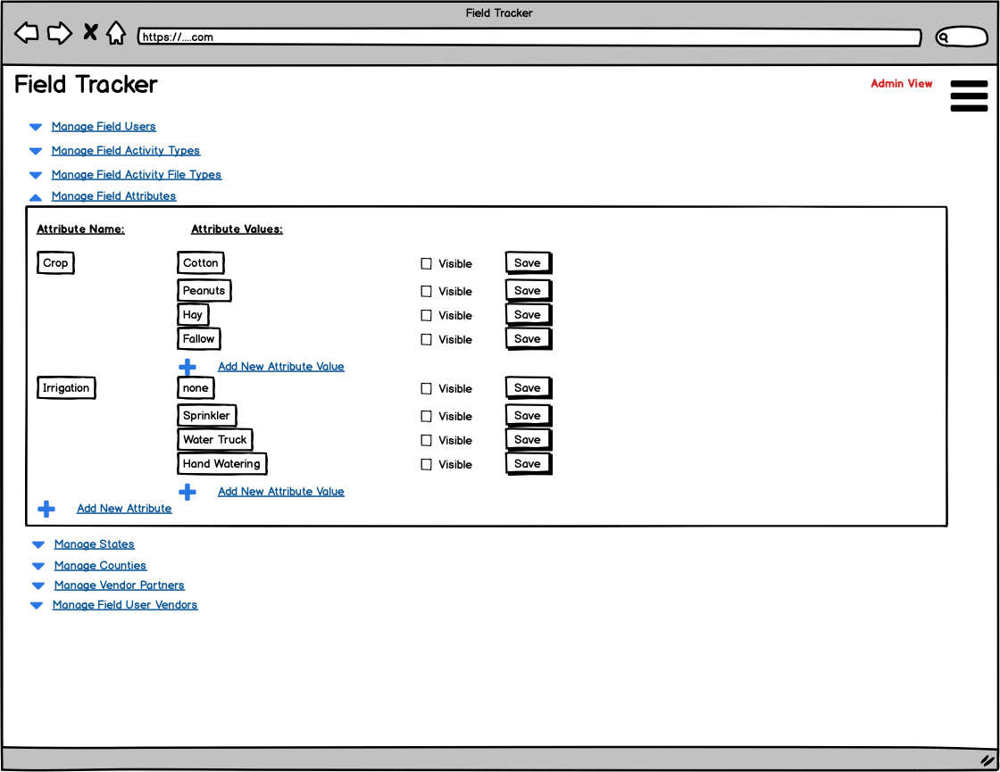 Field Tracker
https://....com
Field Tracker
Admin View
Manage Field Users
Manage Field Activity Types
Manage Field Activity File Types
Manage Field Attributes
Attribute Name: Attribute Values:
Crop Cotton Visible Save
Peanuts Visible Save
Hay Visible Save
Fallow Visible Save
Add New Attribute Value
Irrigation none Visible Save
Sprinkler Visible Save
Water Truck Visible Save
Hand Watering Visible Save
Add New Attribute Value
Add New Attribute
Manage States
Manage Counties
Manage Vendor Partners
Manage Field User Vendors